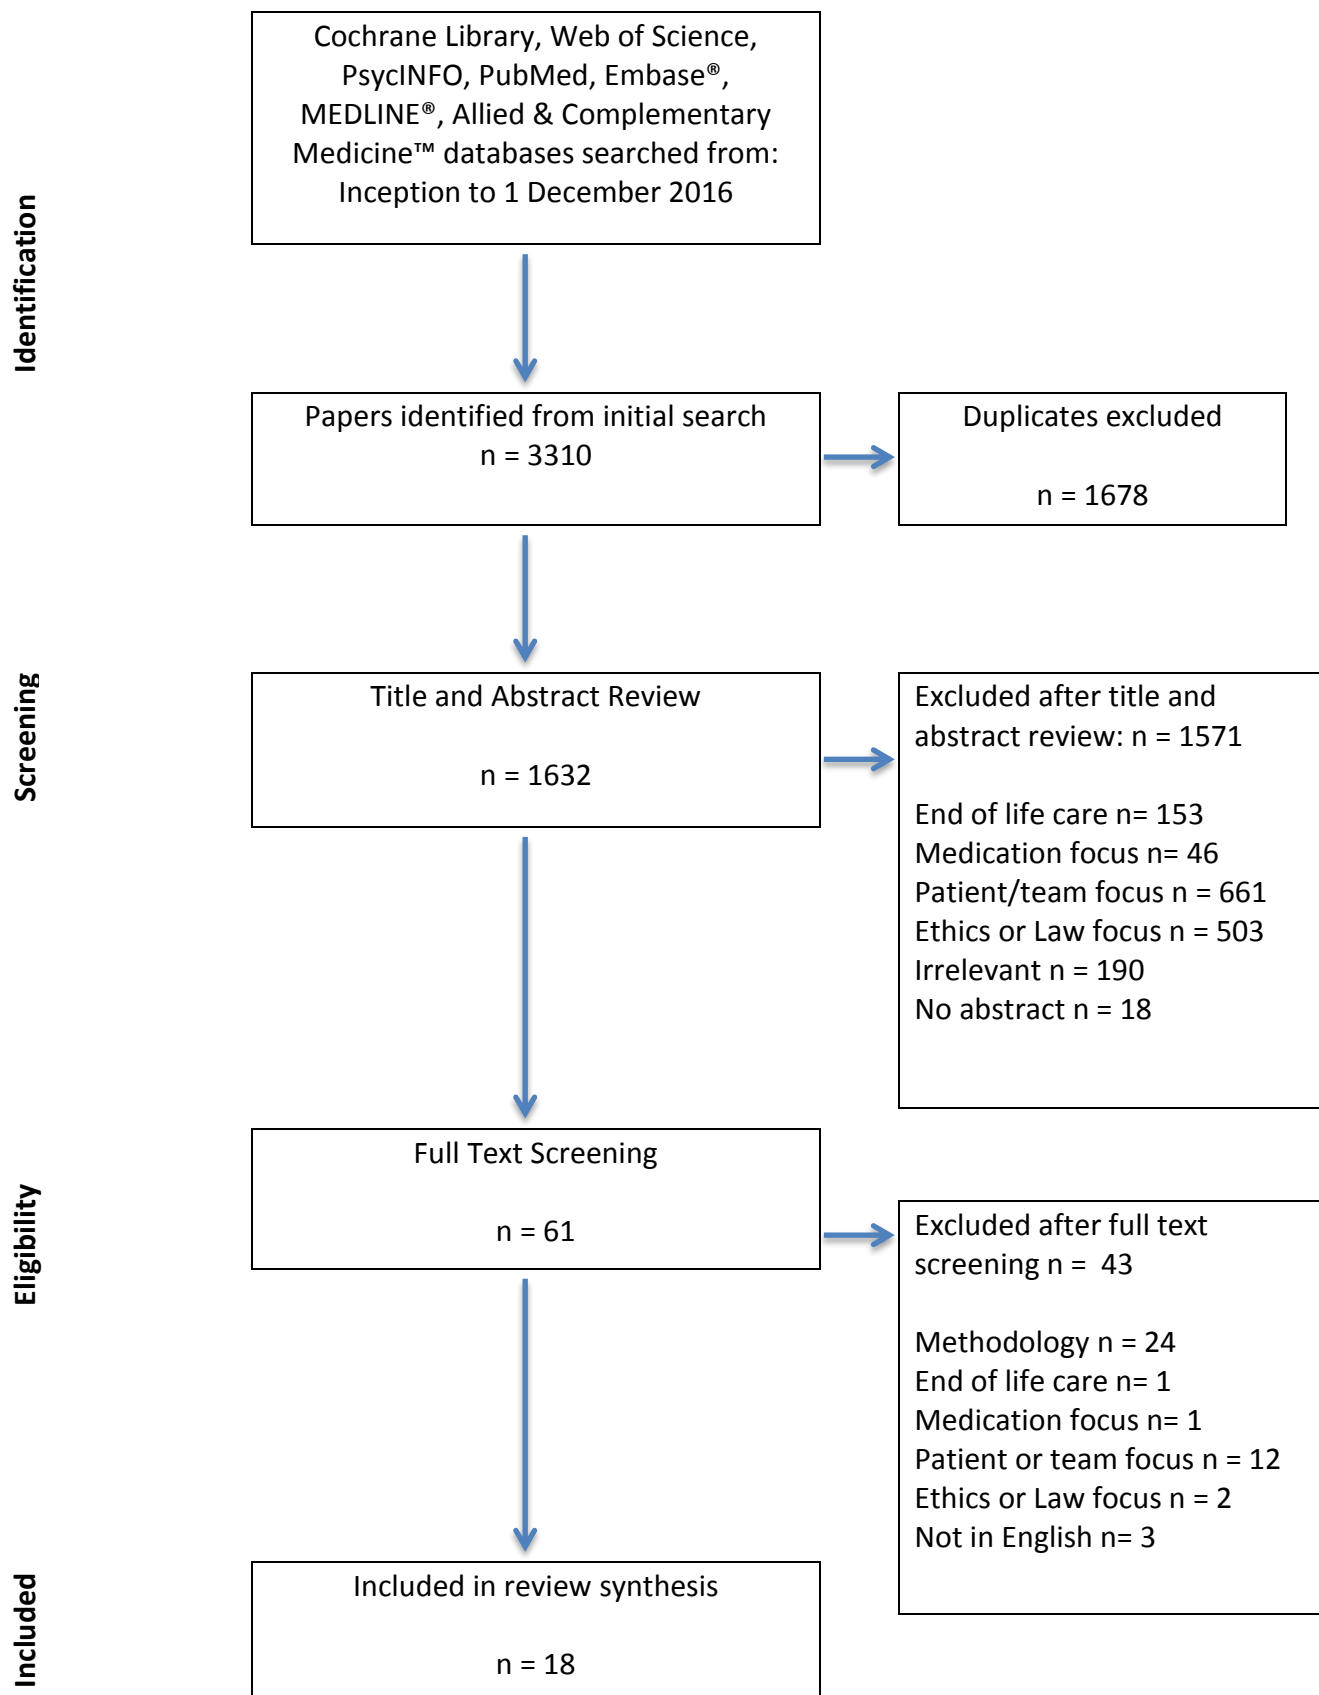 Identification
Cochrane Library, Web of Science,
PsycINFO, PubMed, Embase®,
MEDLINE®, Allied & Complementary
Medicine™ databases searched from:
Inception to 1 December 2016
Papers identified from initial search
n = 3310
Duplicates excluded
n = 1678
Screening
Title and Abstract Review
n = 1632
Excluded after title and
abstract review: n = 1571
End of life care n= 153
Medication focus n= 46
Patient/team focus n = 661
Ethics or Law focus n = 503
Irrelevant n = 190
No abstract n = 18
Eligibility
Full Text Screening
n = 61
Excluded after full text
screening n =  43
Methodology n = 24
End of life care n= 1
Medication focus n= 1
Patient or team focus n = 12
Ethics or Law focus n = 2
Not in English n= 3
Included
Included in review synthesis
n = 18